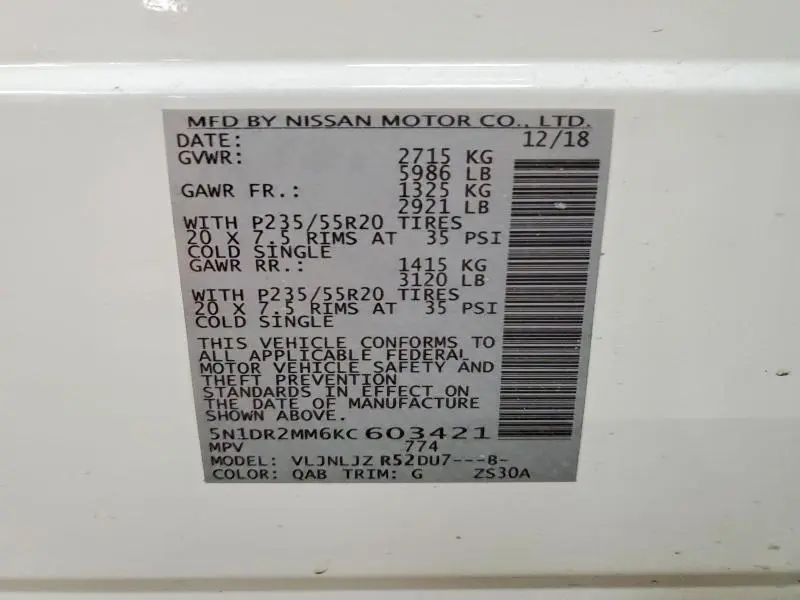 MFD BY NISSAN MOTOR CO., LTD.
DATE: 12/18
GVWR: 2715 KG
5986 LB
GAWR FR.: 1325 KG
2921 LB
WITH P235/55R20 TIRES
20 X 7.5 RIMS AT 35 PSI
COLD SINGLE
GAWR RR.: 1415 KG
3120 LB
WITH P235/55R20 TIRES
20 X 7.5 RIMS AT 35 PSI
COLD SINGLE
THIS VEHICLE CONFORMS TO
ALL APPLICABLE FEDERAL
MOTOR VEHICLE SAFETY AND
THEFT PREVENTION
STANDARDS IN EFFECT ON
THE DATE OF MANUFACTURE
SHOWN ABOVE.
5N1DR2MM6KC603421
MPV 774
MODEL: VLJNLJZ R52DU7---B-
COLOR: QAB TRIM: G ZS30A